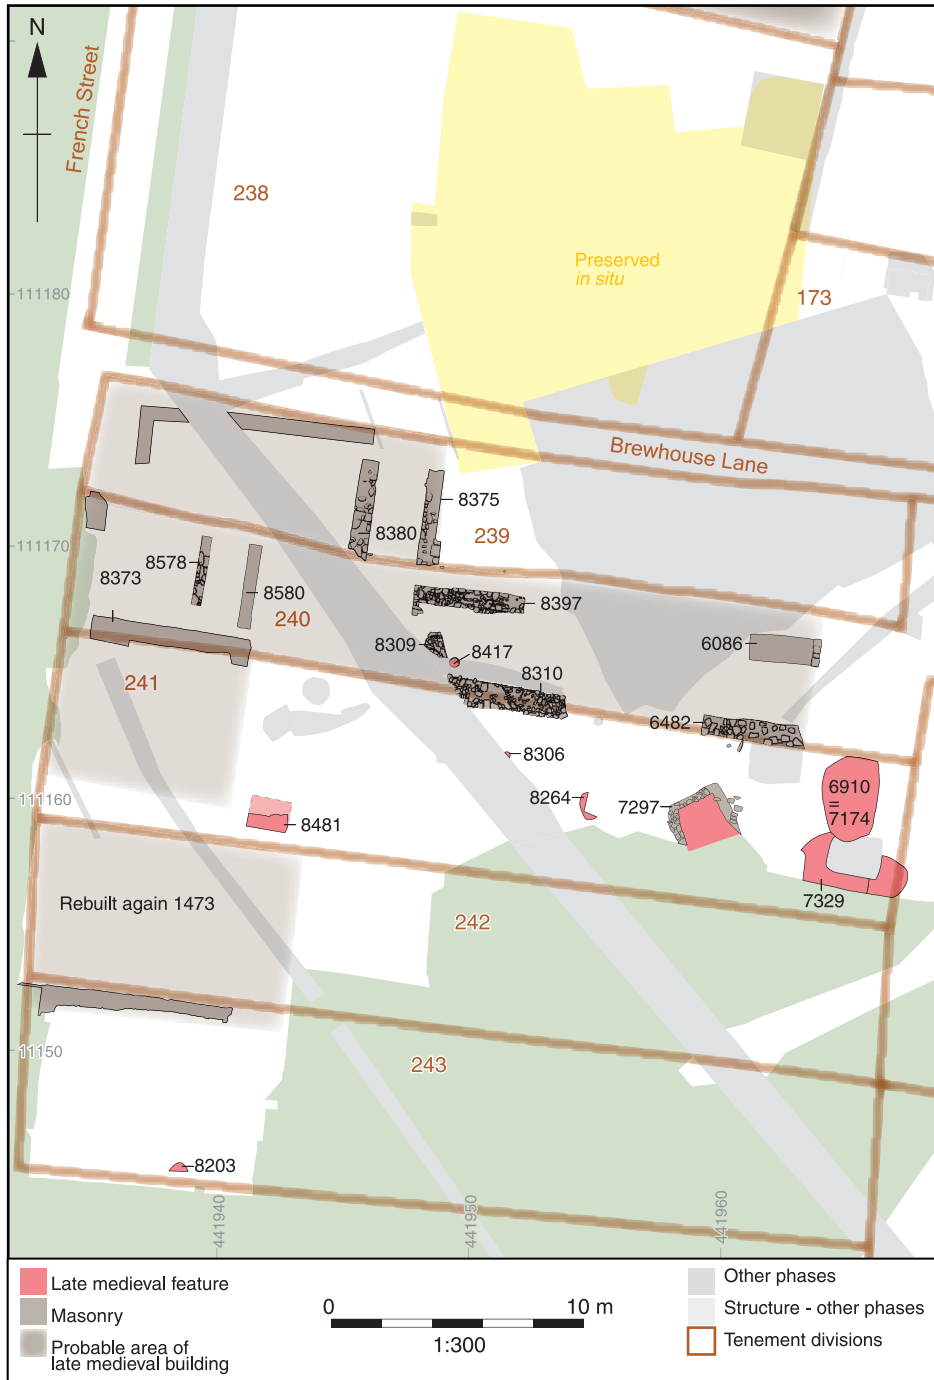 N
French Street
238
Preserved
in situ
173
111180
Brewhouse Lane
8375
8380
239
111170
8578
8373
8580
8397
240
8309
8417
6086
8310
241
6482
8306
8264
7297
6910
=
7174
111160
8481
7329
Rebuilt again 1473
242
11150
243
8203
441940
441950
441960
Late medieval feature
Masonry
Probable area of
late medieval building
0
10 m
1:300
Other phases
Structure - other phases
Tenement divisions